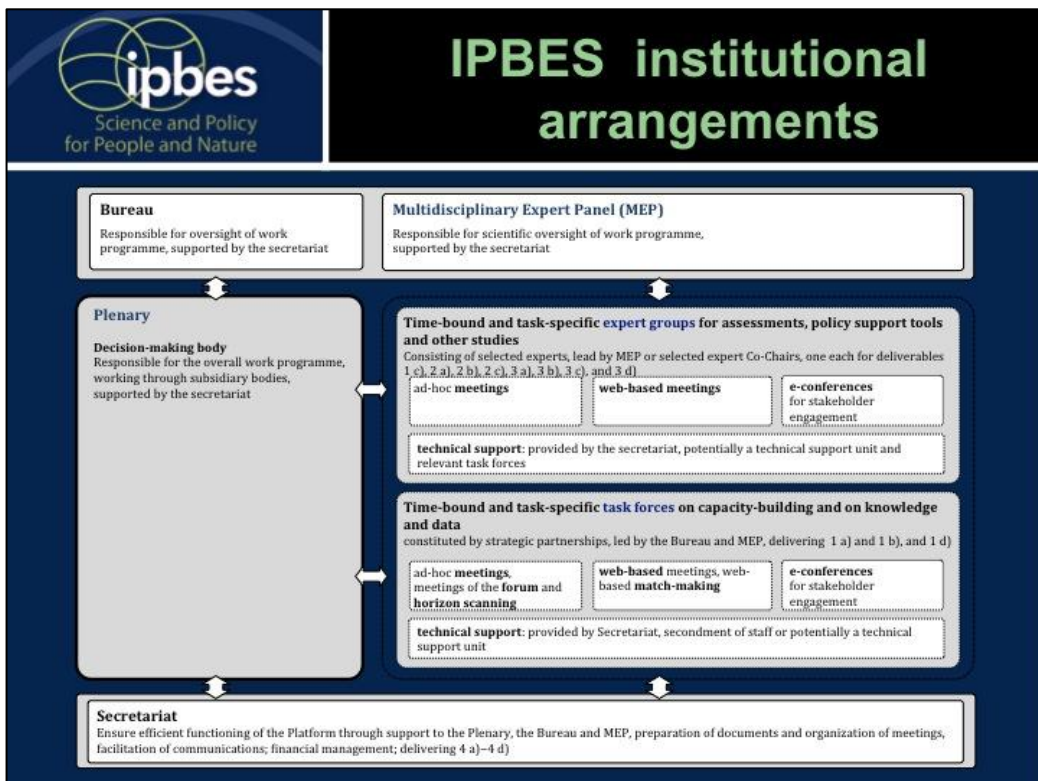 ipbes
Science and Policy
for People and Nature
IPBES institutional
arrangements
Bureau
Responsible for oversight of work
programme, supported by the secretariat
Multidisciplinary Expert Panel (MEP)
Responsible for scientific oversight of work programme,
supported by the secretariat
Plenary
Decision-making body
Responsible for the overall work programme,
working through subsidiary bodies,
supported by the secretariat
Time-bound and task-specific expert groups for assessments, policy support tools
and other studies
Consisting of selected experts, lead by MEP or selected expert Co-Chairs, one each for deliverables
1 c), 2 a), 2 b), 2 c), 3 a), 3 b), 3 c), and 3 d)
ad-hoc meetings
web-based meetings
e-conferences
for stakeholder
engagement
technical support: provided by the secretariat, potentially a technical support unit and
relevant task forces
Time-bound and task-specific task forces on capacity-building and on knowledge
and data
constituted by strategic partnerships, led by the Bureau and MEP, delivering 1 a) and 1 b), and 1 d)
ad-hoc meetings,
meetings of the forum and
horizon scanning
web-based meetings, web-
based match-making
e-conferences
for stakeholder
engagement
technical support: provided by Secretariat, secondment of staff or potentially a technical
support unit
Secretariat
Ensure efficient functioning of the Platform through support to the Plenary, the Bureau and MEP, preparation of documents and organization of meetings,
facilitation of communications; financial management; delivering 4 a)–4 d)